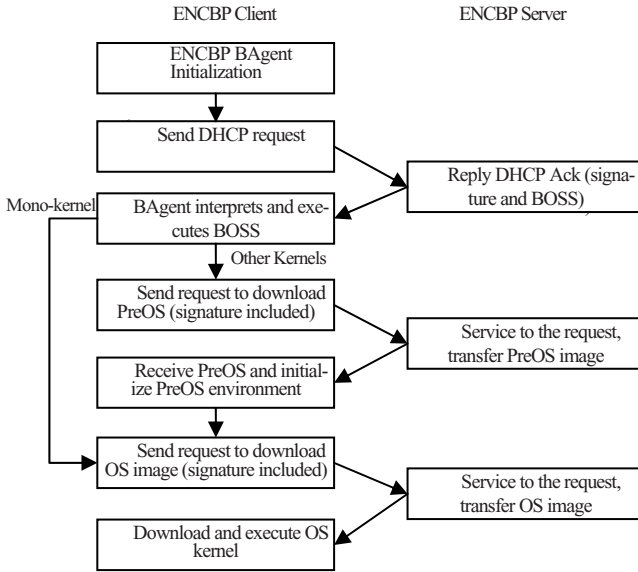 ENCBP Client
ENCBP Server
ENCBP BAgent
Initialization
Send DHCP request
Reply DHCP Ack (signa-
ture and BOSS)
Mono-kernel
BAgent interprets and exe-
cutes BOSS
Other Kernels
Send request to download
PreOS (signature included)
Service to the request,
transfer PreOS image
Receive PreOS and initial-
ize PreOS environment
Send request to download
OS image (signature included)
Service to the request,
transfer OS image
Download and execute OS
kernel